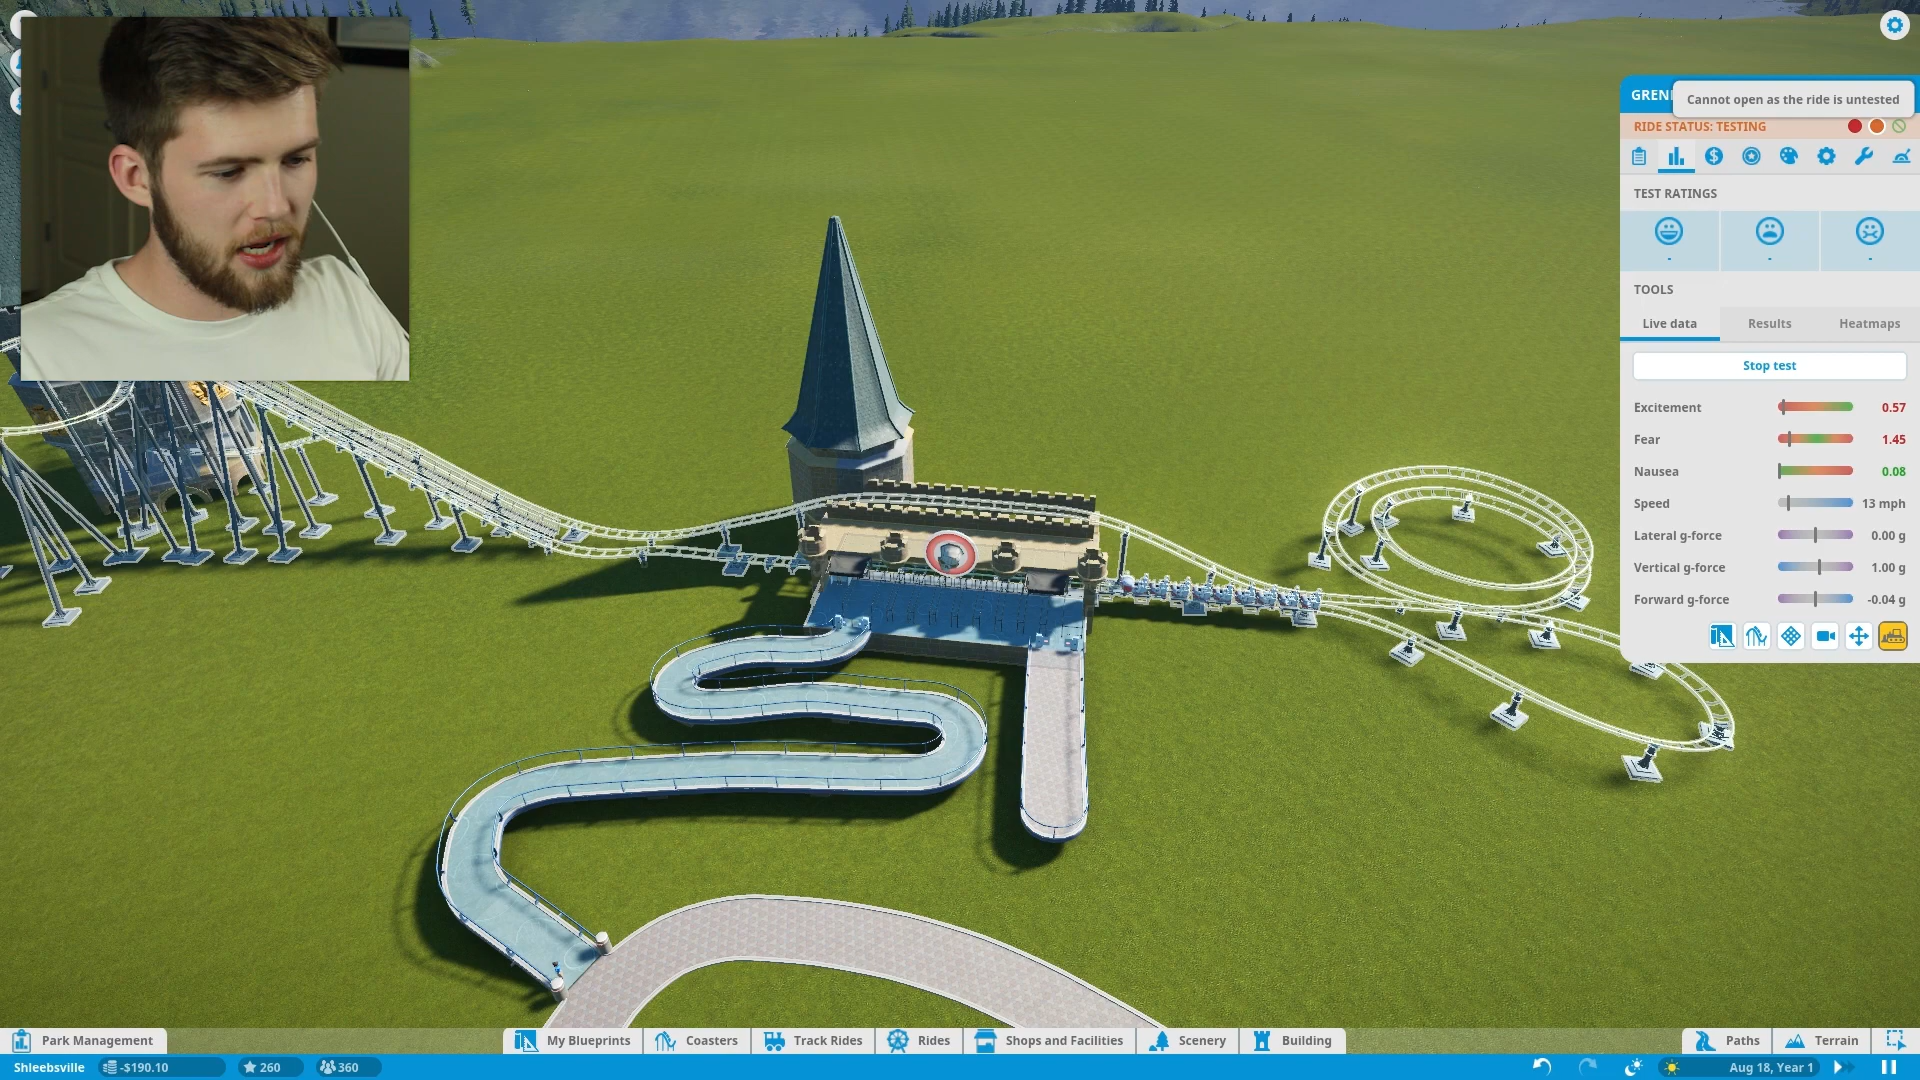 GREN
Cannot open as the ride is untested
RIDE STATUS: TESTING
TEST RATINGS
- - -
TOOLS
Live data Results Heatmaps
Stop test
Excitement 0.57
Fear 1.45
Nausea 0.08
Speed 13 mph
Lateral g-force 0.00 g
Vertical g-force 1.00 g
Forward g-force -0.04 g
Park Management My Blueprints Coasters Track Rides Rides Shops and Facilities Scenery Building Paths Terrain
Shleebsville -$190.10 260 360 Aug 18, Year 1